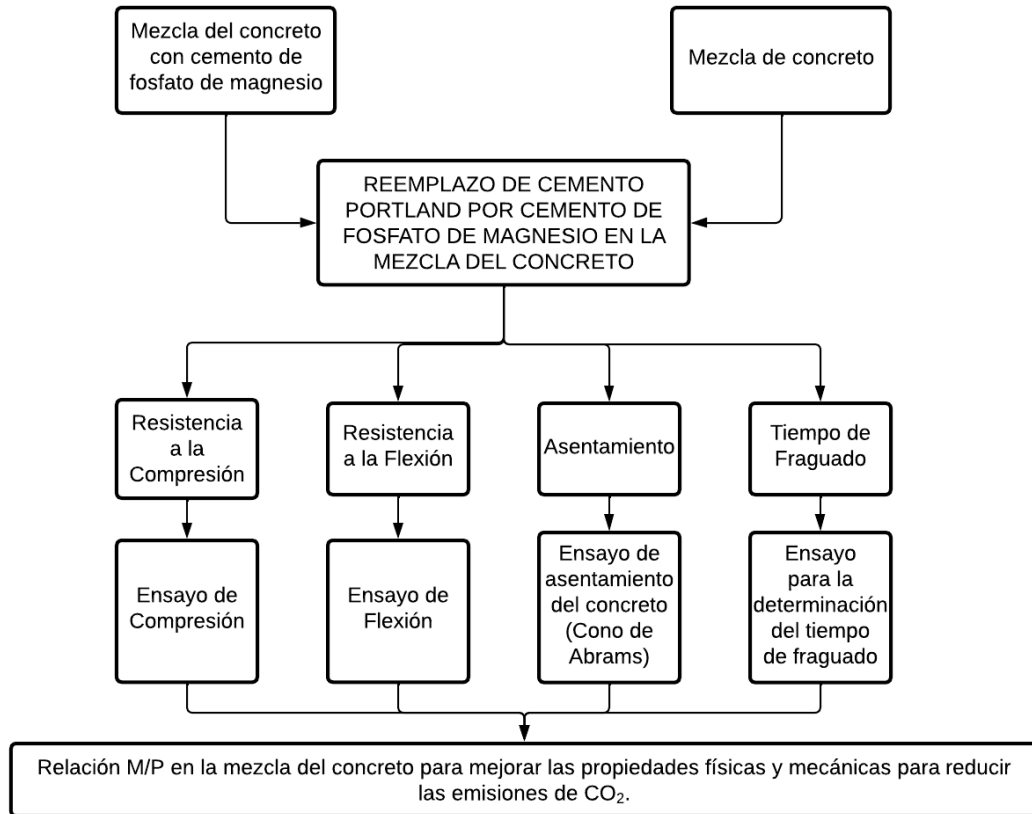 Mezcla del concreto
con cemento de
fosfato de magnesio
Mezcla de concreto
REEMPLAZO DE CEMENTO
PORTLAND POR CEMENTO DE
FOSFATO DE MAGNESIO EN LA
MEZCLA DEL CONCRETO
Resistencia
a la
Compresión
Resistencia
a la Flexión
Asentamiento
Tiempo de
Fraguado
Ensayo de
Compresión
Ensayo de
Flexión
Ensayo de
asentamiento
del concreto
(Cono de
Abrams)
Ensayo
para la
determinación
del tiempo
de fraguado
Relación M/P en la mezcla del concreto para mejorar las propiedades físicas y mecánicas para reducir
las emisiones de CO₂.